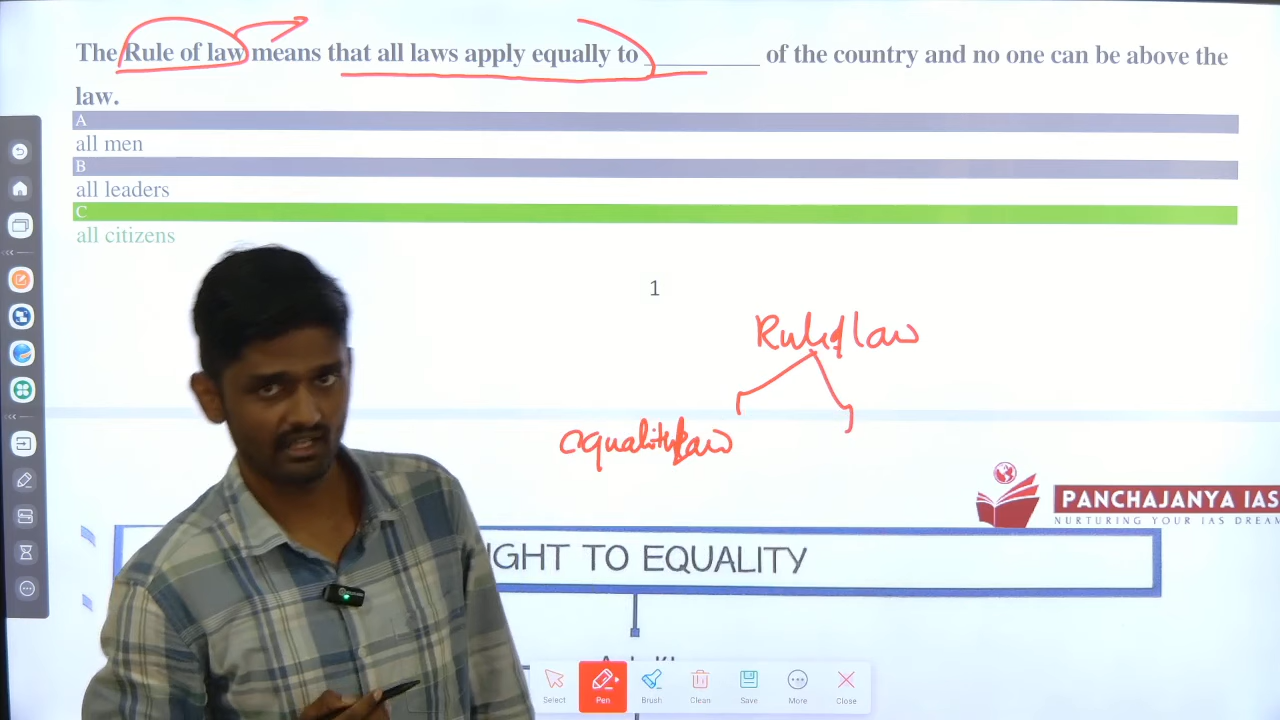 The Rule of law means that all laws apply equally to __________ of the country and no one can be above the
law.
A
all men
B
all leaders
C
all citizens
1
Rule of law
equality law
PANCHAJANYA IAS
NURTURING YOUR IAS DREAM
IGHT TO EQUALITY
Select
Pen
Brush
Clean
Save
More
Close